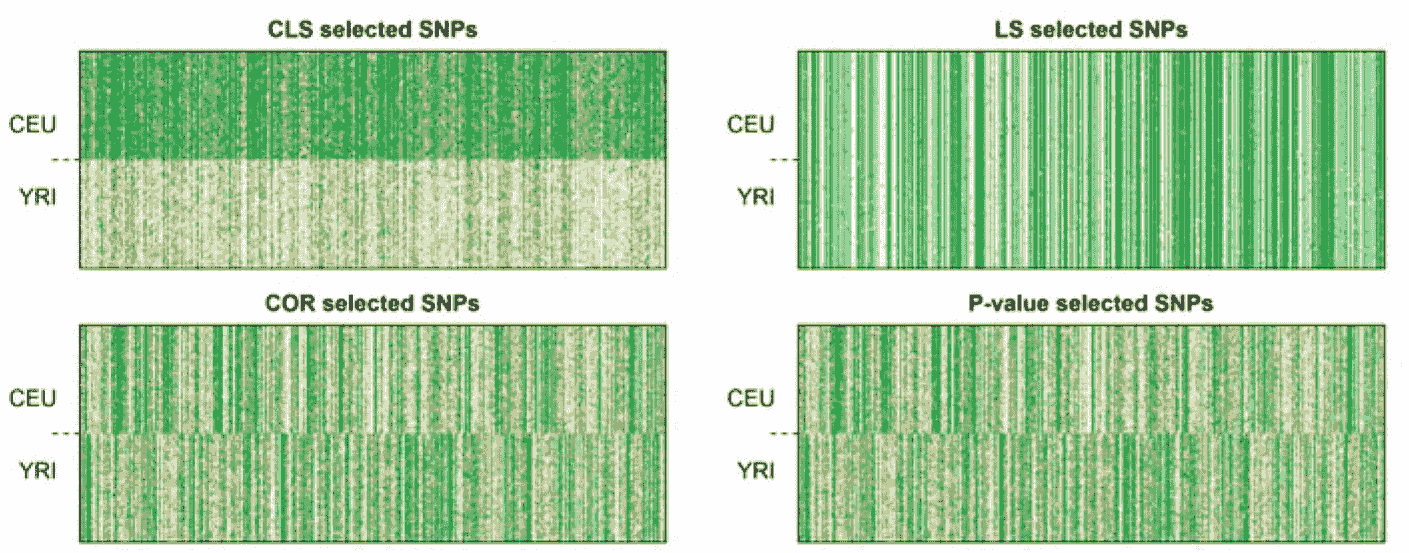 CLS selected SNPs
CEU
YRI
LS selected SNPs
CEU
YRI
COR selected SNPs
CEU
YRI
P-value selected SNPs
CEU
YRI